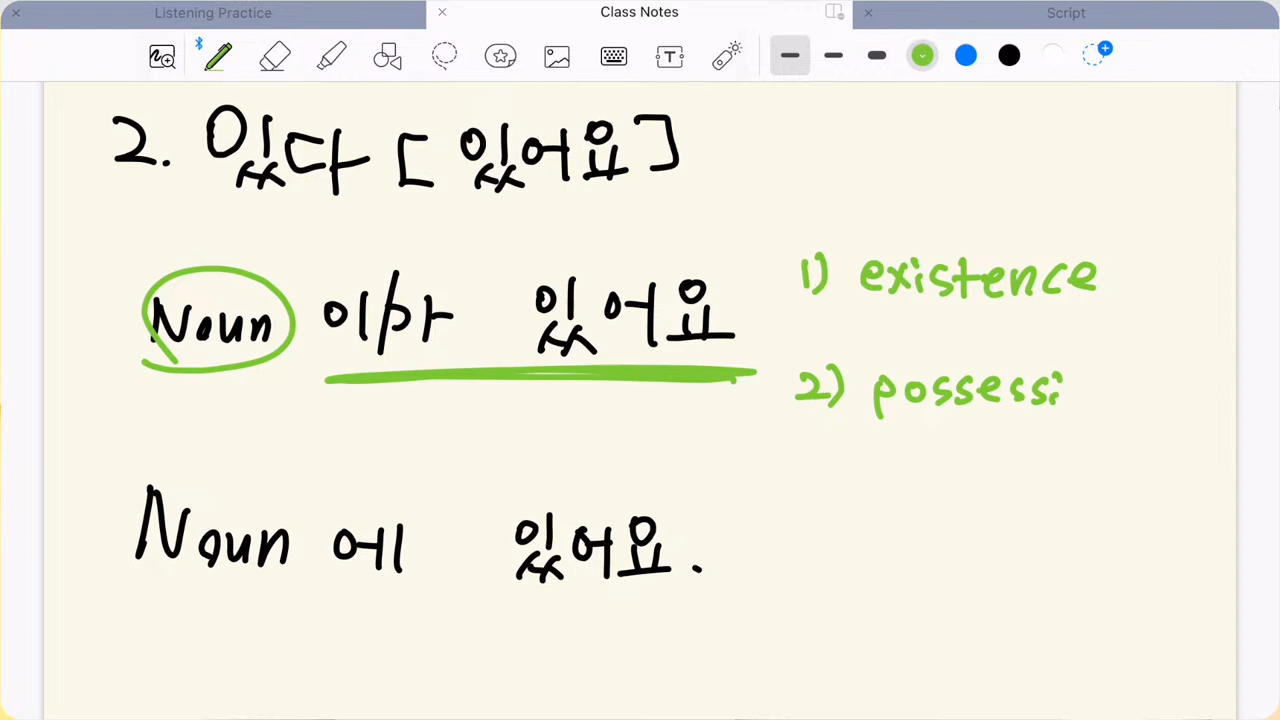 Listening Practice
Class Notes
Script
T
2. 있다 [있어요]
Noun 이/가 있어요
1) existence
2) possessi
Noun 에 있어요.